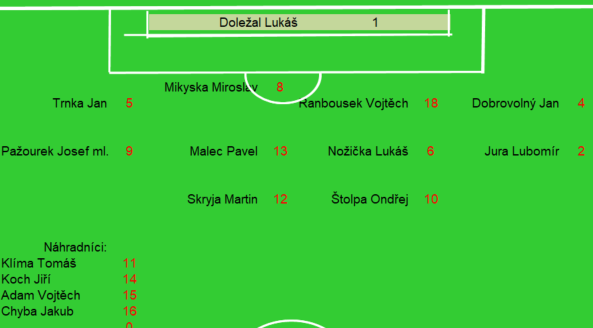 Doležal Lukáš 1
Mikyska Miroslav 8
Trnka Jan 5 Ranbousek Vojtěch 18 Dobrovolný Jan 4
Pažourek Josef ml. 9 Malec Pavel 13 Nožička Lukáš 6 Jura Lubomír 2
Skryja Martin 12 Štolpa Ondřej 10
Náhradníci:
Klíma Tomáš 11
Koch Jiří 14
Adam Vojtěch 15
Chyba Jakub 16
0